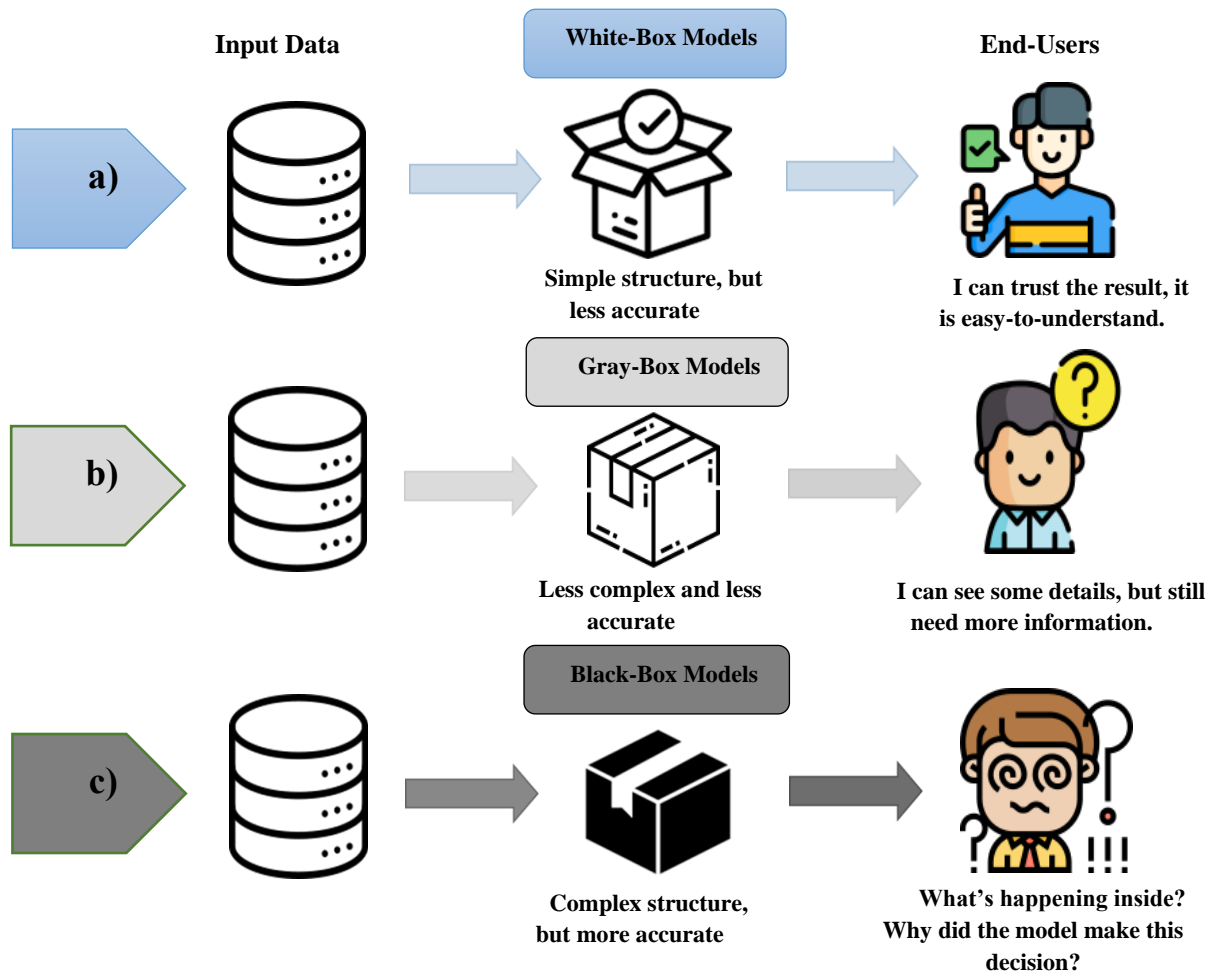 Input Data
White-Box Models
End-Users
a)
Simple structure, but
less accurate
I can trust the result, it
is easy-to-understand.
Gray-Box Models
b)
Less complex and less
accurate
I can see some details, but still
need more information.
Black-Box Models
c)
Complex structure,
but more accurate
What’s happening inside?
Why did the model make this
decision?